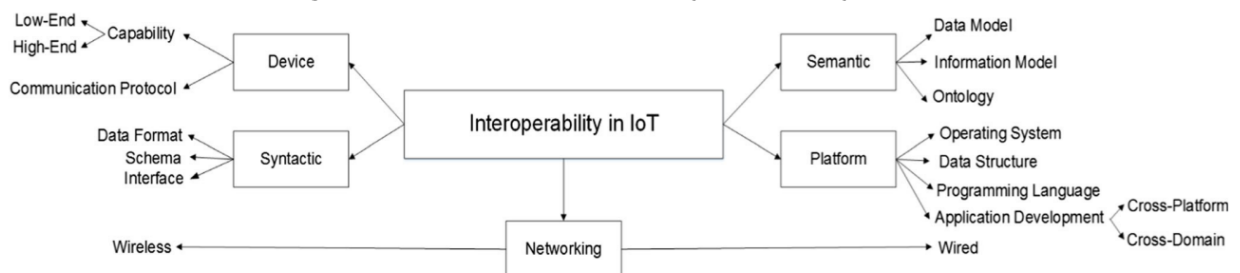 Low-End
High-End
Capability
Communication Protocol
Device
Data Format
Schema
Interface
Syntactic
Interoperability in IoT
Semantic
Data Model
Information Model
Ontology
Platform
Operating System
Data Structure
Programming Language
Application Development
Cross-Platform
Cross-Domain
Wireless
Networking
Wired